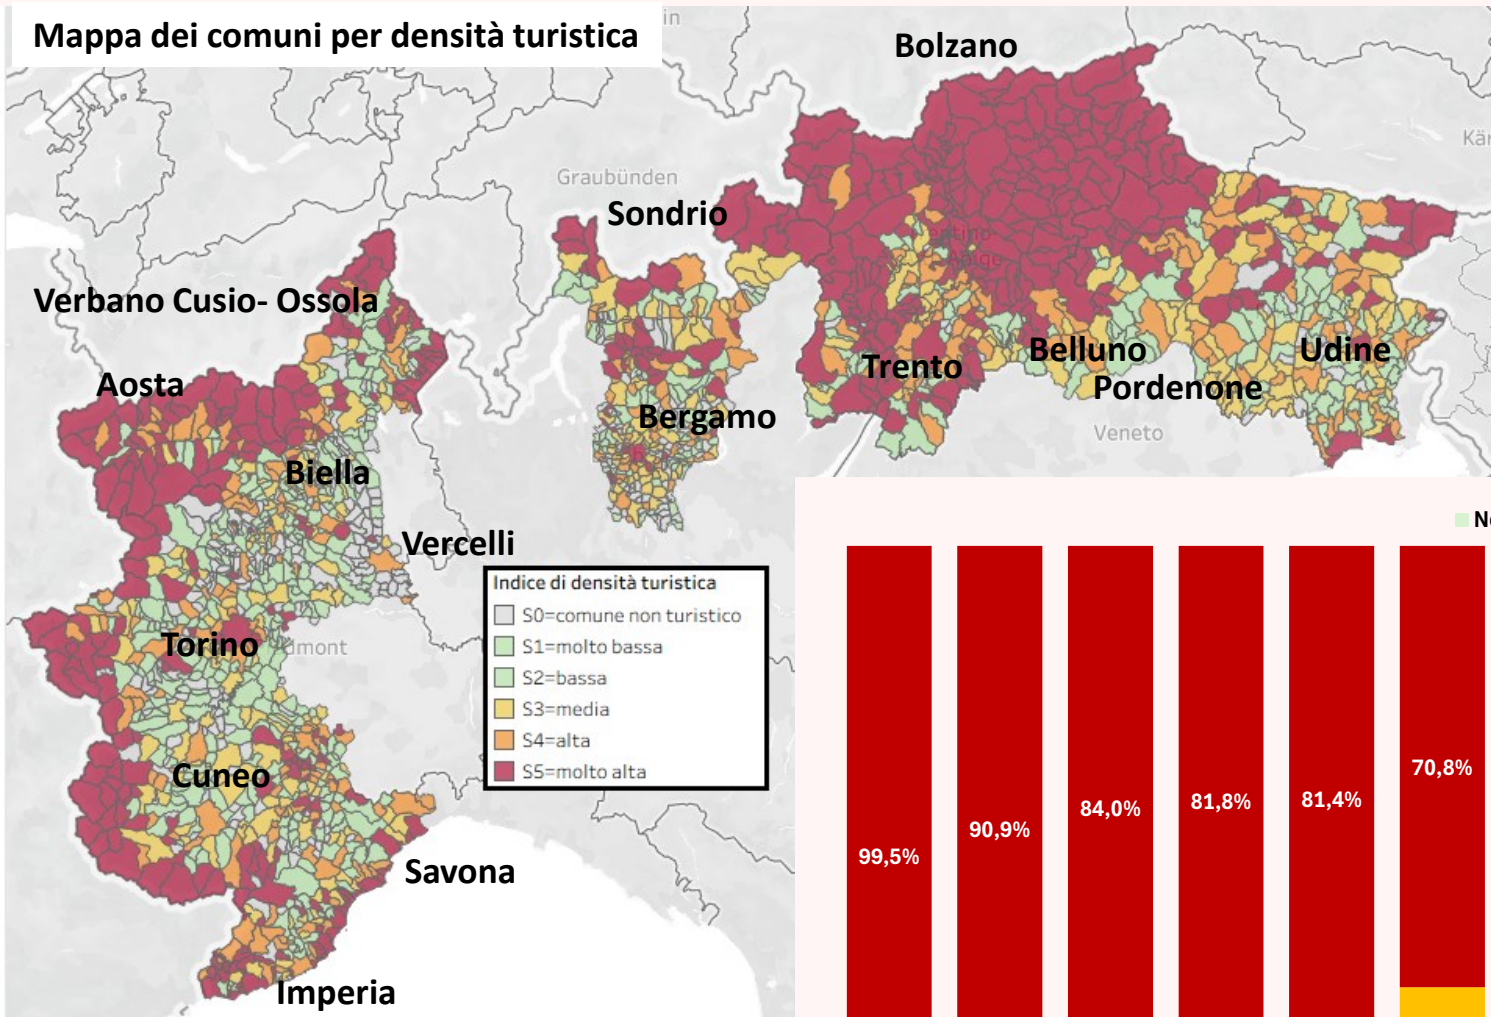 Mappa dei comuni per densità turistica
in
Bolzano
Kär
Graubünden
Sondrio
Verbano Cusio- Ossola
Aosta
Trento
Belluno
Udine
Pordenone
Bergamo
Veneto
Biella
Vercelli
Indice di densità turistica
S0=comune non turistico
S1=molto bassa
S2=bassa
S3=media
S4=alta
S5=molto alta
Torino
mont
Cuneo
Savona
Imperia
99,5%
90,9%
84,0%
81,8%
81,4%
70,8%